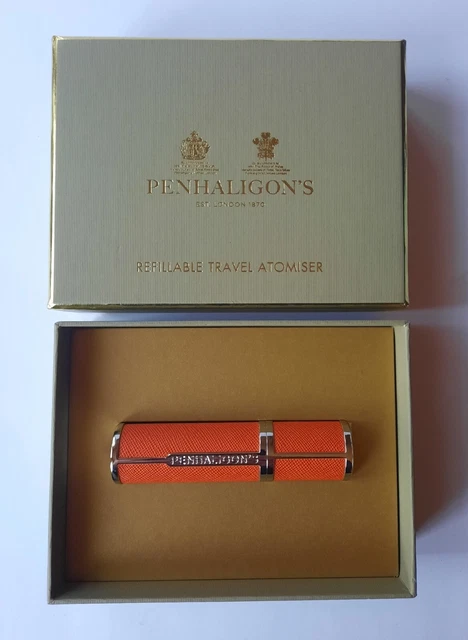 PENHALIGON'S
EST. LONDON 1870
REFILLABLE TRAVEL ATOMISER
PENHALIGON'S